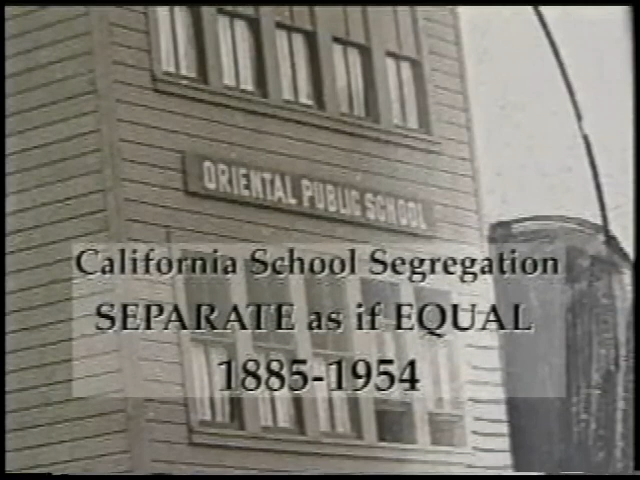 ORIENTAL PUBLIC SCHOOL
California School Segregation
SEPARATE as if EQUAL
1885-1954